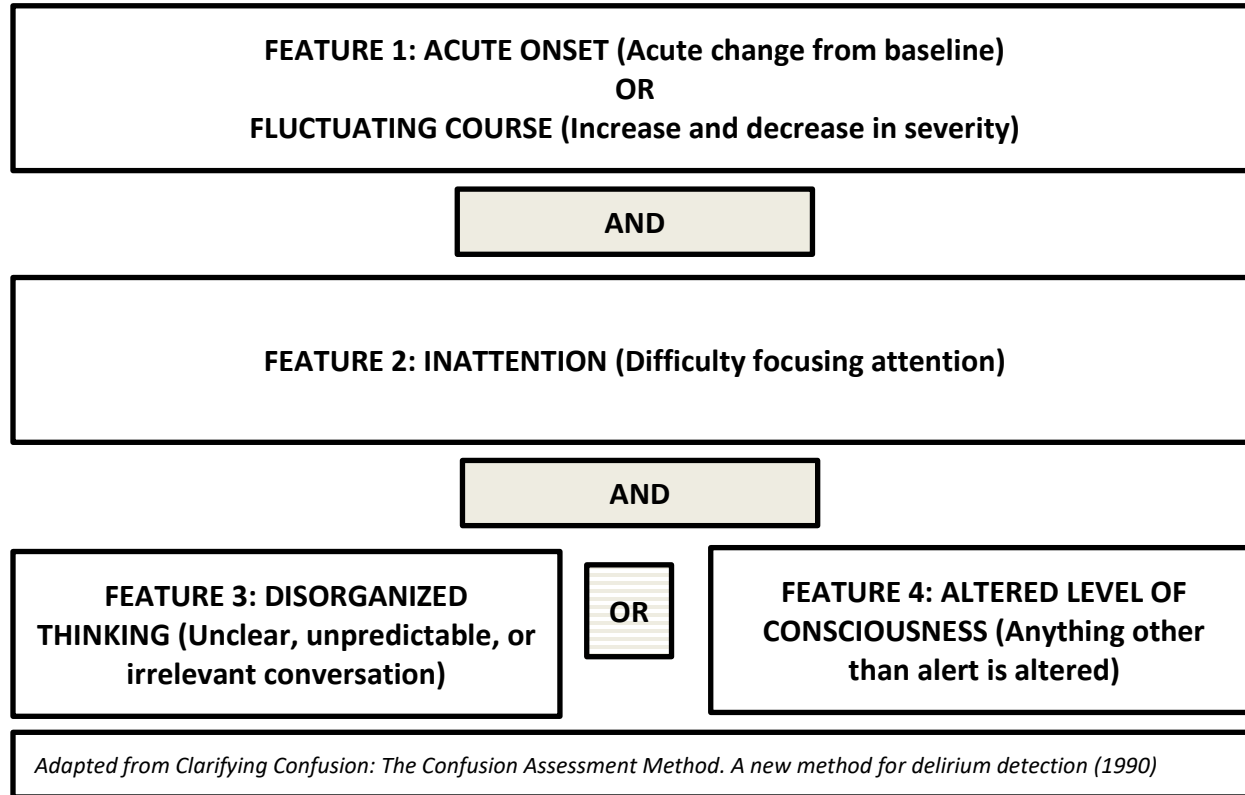 FEATURE 1: ACUTE ONSET (Acute change from baseline)
OR
FLUCTUATING COURSE (Increase and decrease in severity)
AND
FEATURE 2: INATTENTION (Difficulty focusing attention)
AND
FEATURE 3: DISORGANIZED
THINKING (Unclear, unpredictable, or
irrelevant conversation)
OR
FEATURE 4: ALTERED LEVEL OF
CONSCIOUSNESS (Anything other
than alert is altered)
Adapted from Clarifying Confusion: The Confusion Assessment Method. A new method for delirium detection (1990)